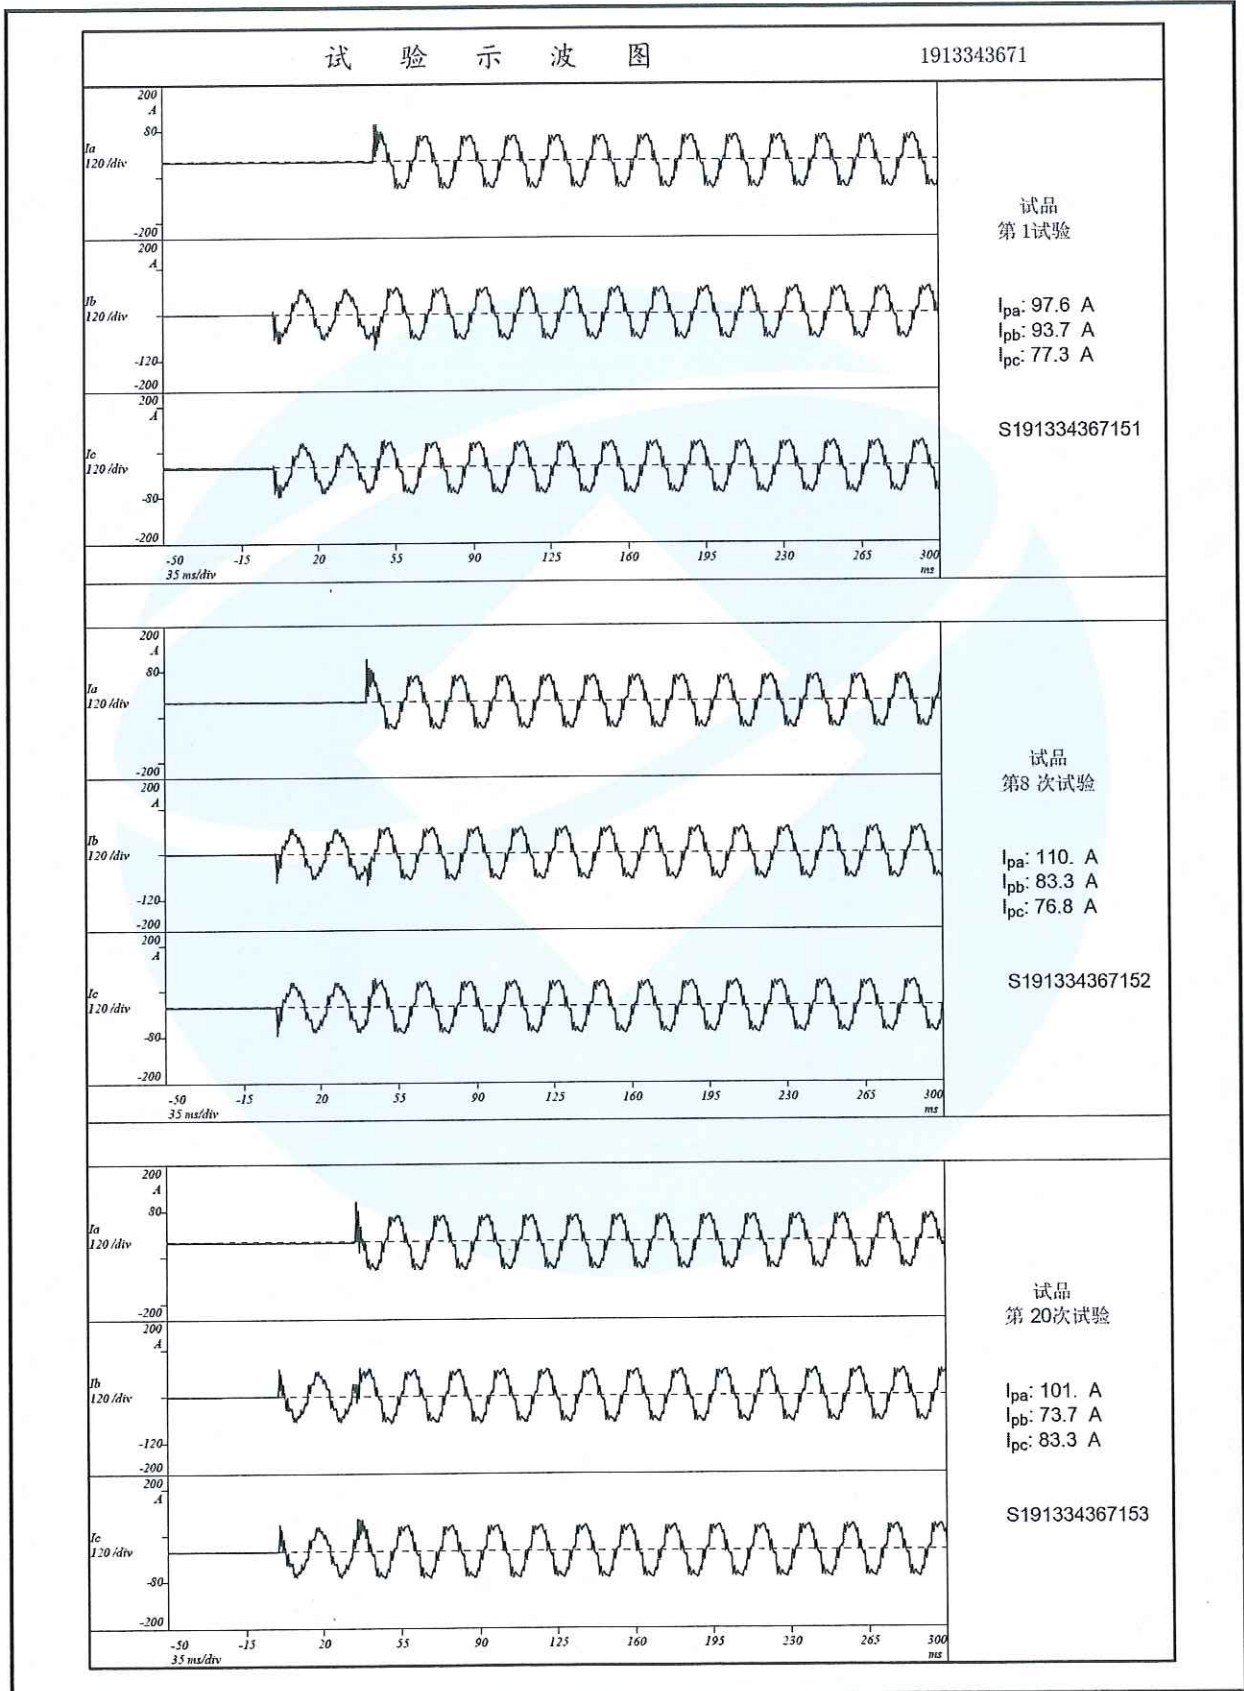 试 验 示 波 图 1913343671
200
A
80
Ia
120/div
-200
200
A
Ib
120/div
-120
-200
200
A
Ic
120/div
-80
-200
-50 -15 20 55 90 125 160 195 230 265 300
35 ms/div ms
试品
第1试验
Ipa: 97.6 A
Ipb: 93.7 A
Ipc: 77.3 A
S191334367151
200
A
80
Ia
120/div
-200
200
A
Ib
120/div
-120
-200
200
A
Ic
120/div
-80
-200
-50 -15 20 55 90 125 160 195 230 265 300
35 ms/div ms
试品
第8 次试验
Ipa: 110. A
Ipb: 83.3 A
Ipc: 76.8 A
S191334367152
200
A
80
Ia
120/div
-200
200
A
Ib
120/div
-120
-200
200
A
Ic
120/div
-80
-200
-50 -15 20 55 90 125 160 195 230 265 300
35 ms/div ms
试品
第 20次试验
Ipa: 101. A
Ipb: 73.7 A
Ipc: 83.3 A
S191334367153